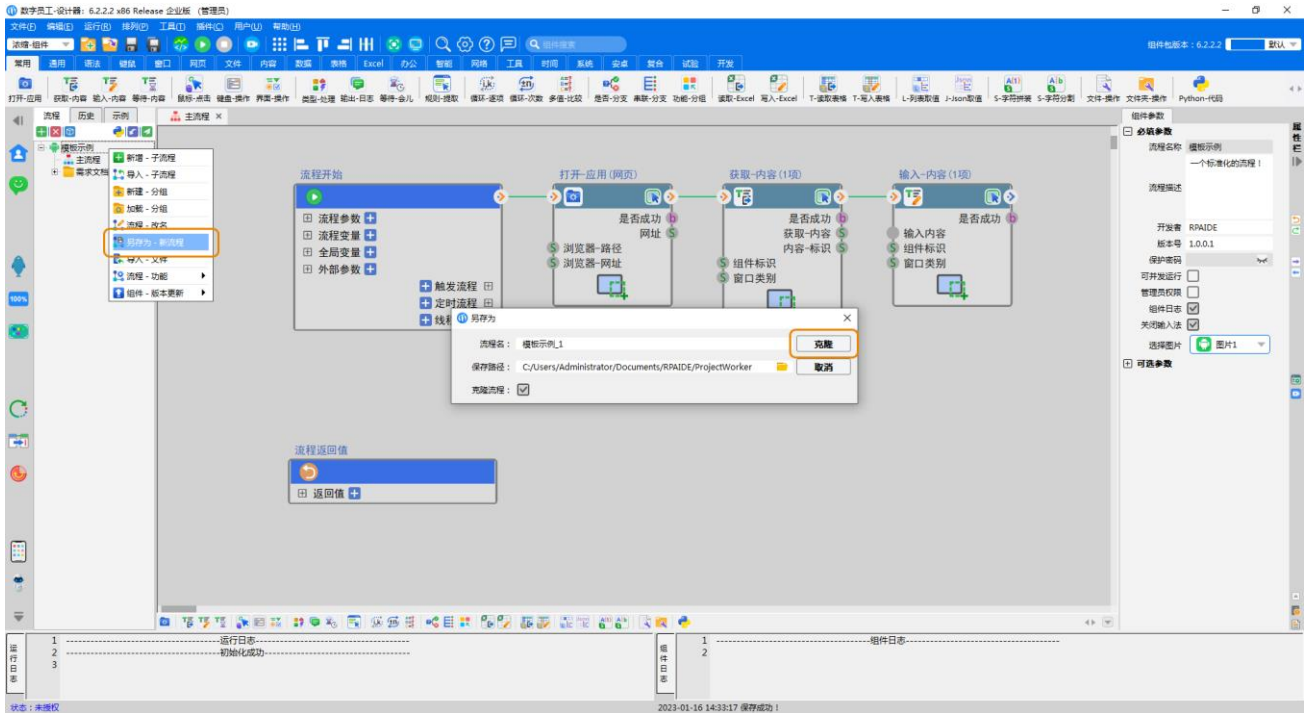 数字员工-设计器: 6.2.2.2 x86 Release 企业版 (管理员)
文件(F) 编辑(E) 运行(R) 排列(P) 工具(T) 插件(C) 用户(U) 帮助(H)
浓缩-组件 组件搜索 组件包版本：6.2.2.2 默认
常用 通用 语法 键鼠 窗口 网页 文件 内容 数据 表格 Excel 办公 智能 网络 工具 时间 系统 安卓 复合 试验 开发
打开-应用 获取-内容 输入-内容 等待-内容 鼠标-点击 键盘-操作 界面-操作 类型-处理 输出-日志 等待-会儿 规则-提取 循环-逐项 循环-次数 多值-比较 是否-分支 串联-分支 功能-分组 读取-Excel 写入-Excel T-读取表格 T-写入表格 L-列表取值 J-Json取值 S-字符拼装 S-字符分割 文件-操作 文件夹-操作 Python-代码
流程 历史 示例 主流程 ×
组件参数
属性栏
模板示例
主流程
需求文档
新增 - 子流程
导入 - 子流程
新建 - 分组
加载 - 分组
流程 - 改名
另存为 - 新流程
导入 - 文件
流程 - 功能
组件 - 版本更新
100%
流程开始
流程参数
流程变量
全局变量
外部参数
触发流程
定时流程
打开-应用(网页)
是否成功 b
网址 S
S 浏览器-路径
S 浏览器-网址
获取-内容(1项)
是否成功 b
获取-内容 S
内容-标识 S
S 组件标识
S 窗口类别
输入-内容(1项)
是否成功 b
输入内容
S 组件标识
S 窗口类别
另存为
流程名： 模板示例_1 克隆
保存路径： C:/Users/Administrator/Documents/RPAIDE/ProjectWorker 取消
克隆流程：
流程返回值
返回值
必填参数
流程名称 模板示例
一个标准化的流程！
流程描述
开发者 RPAIDE
版本号 1.0.0.1
保护密码
可并发运行
管理员权限
组件日志
关闭输入法
选择图片 图片1
可选参数
运行日志
1 ----------------------------------------运行日志----------------------------------------
2 ----------------------------------------初始化成功--------------------------------------
3
组件日志
1 ----------------------------------------组件日志----------------------------------------
2
状态：未授权
2023-01-16 14:33:17 保存成功！